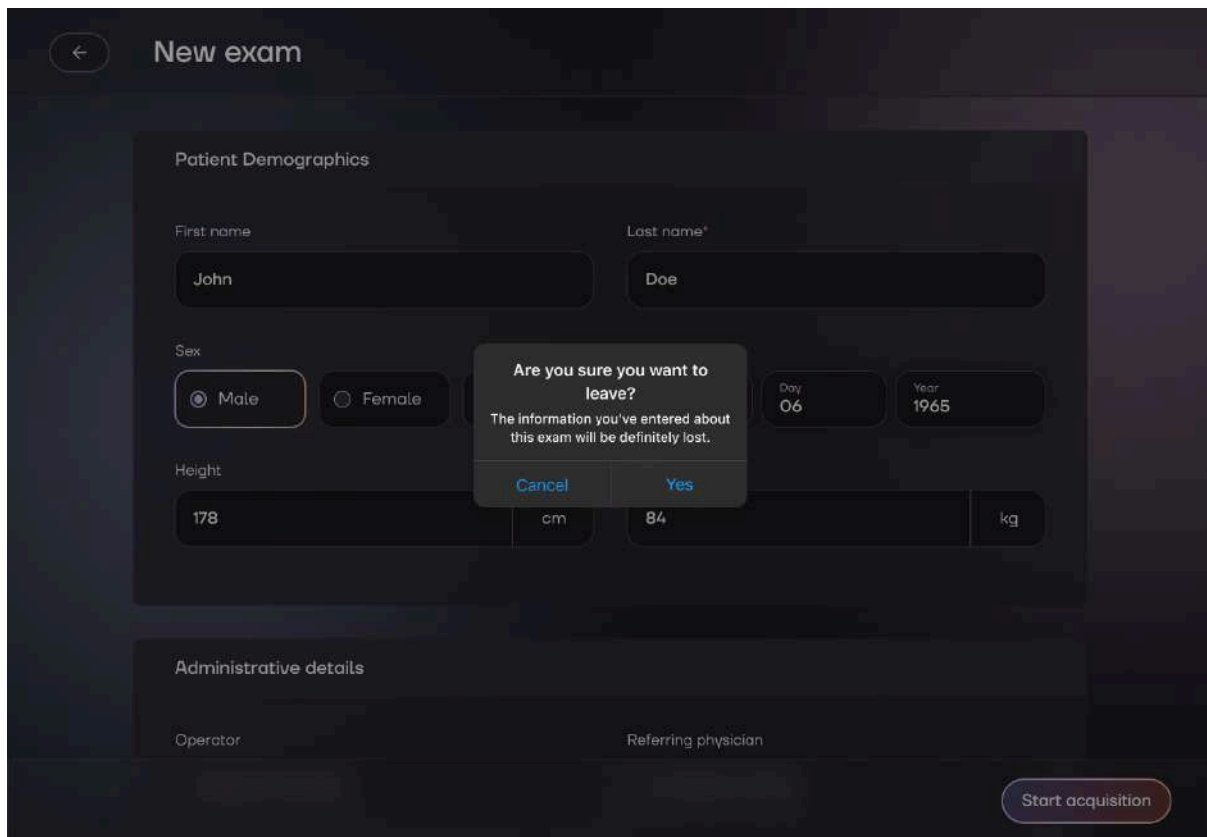 New exam
Patient Demographics
First name
Last name*
John
Doe
Sex
Male
Female
Day
06
Year
1965
Are you sure you want to
leave?
The information you've entered about
this exam will be definitely lost.
Cancel
Yes
Height
178
cm
84
kg
Administrative details
Operator
Referring physician
Start acquisition